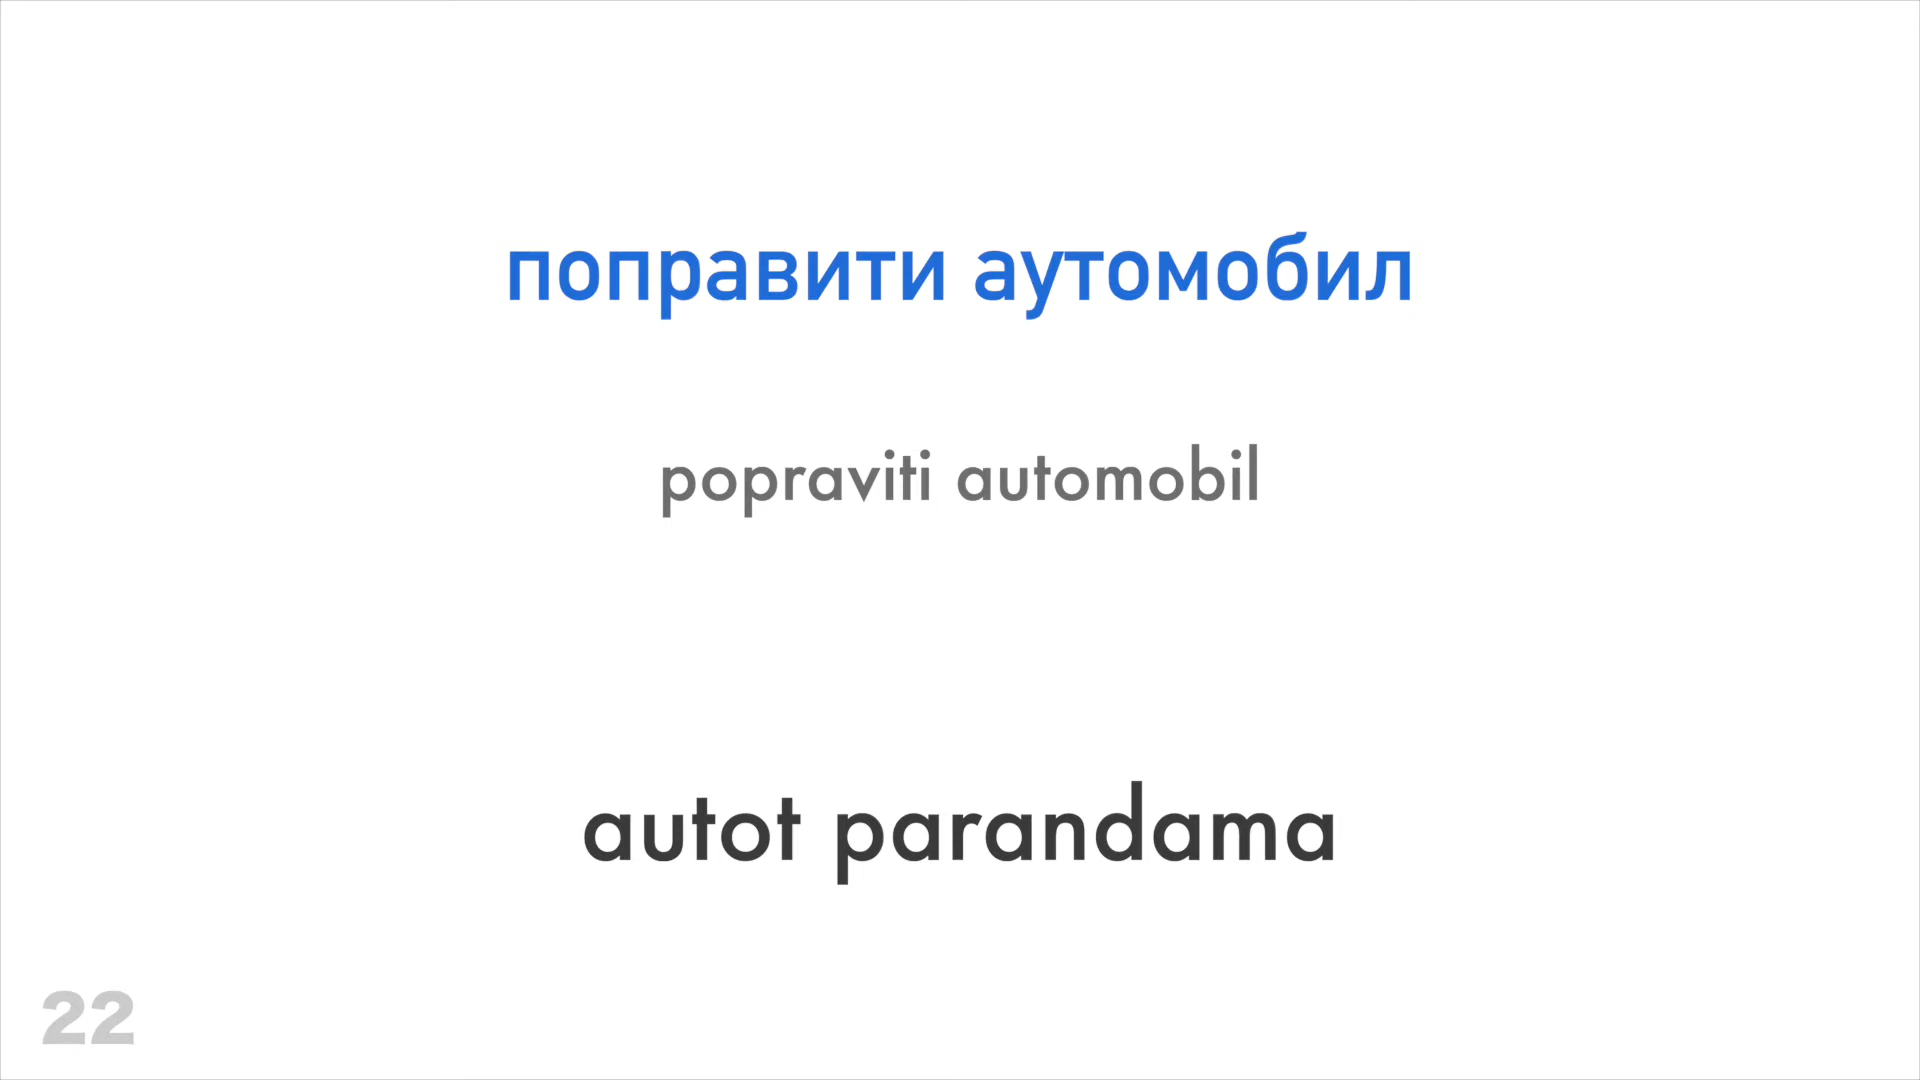 поправити аутомобил
popraviti automobil
autot parandama
22